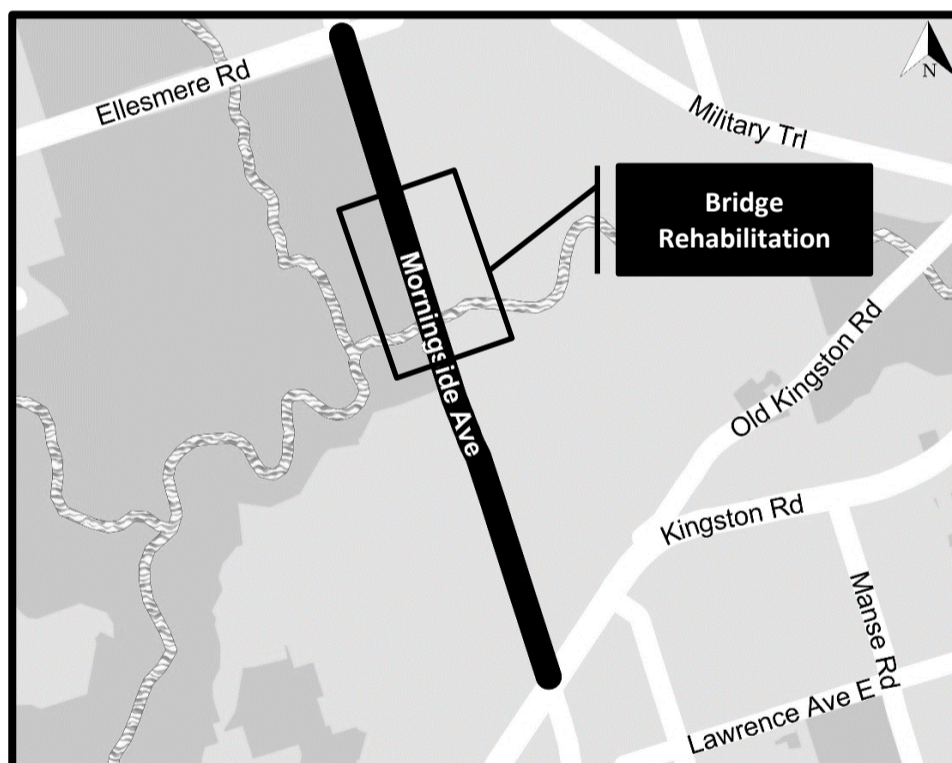 Ellesmere Rd
N
Military Trl
Bridge
Rehabilitation
Morningside Ave
Old Kingston Rd
Kingston Rd
Manse Rd
Lawrence Ave E